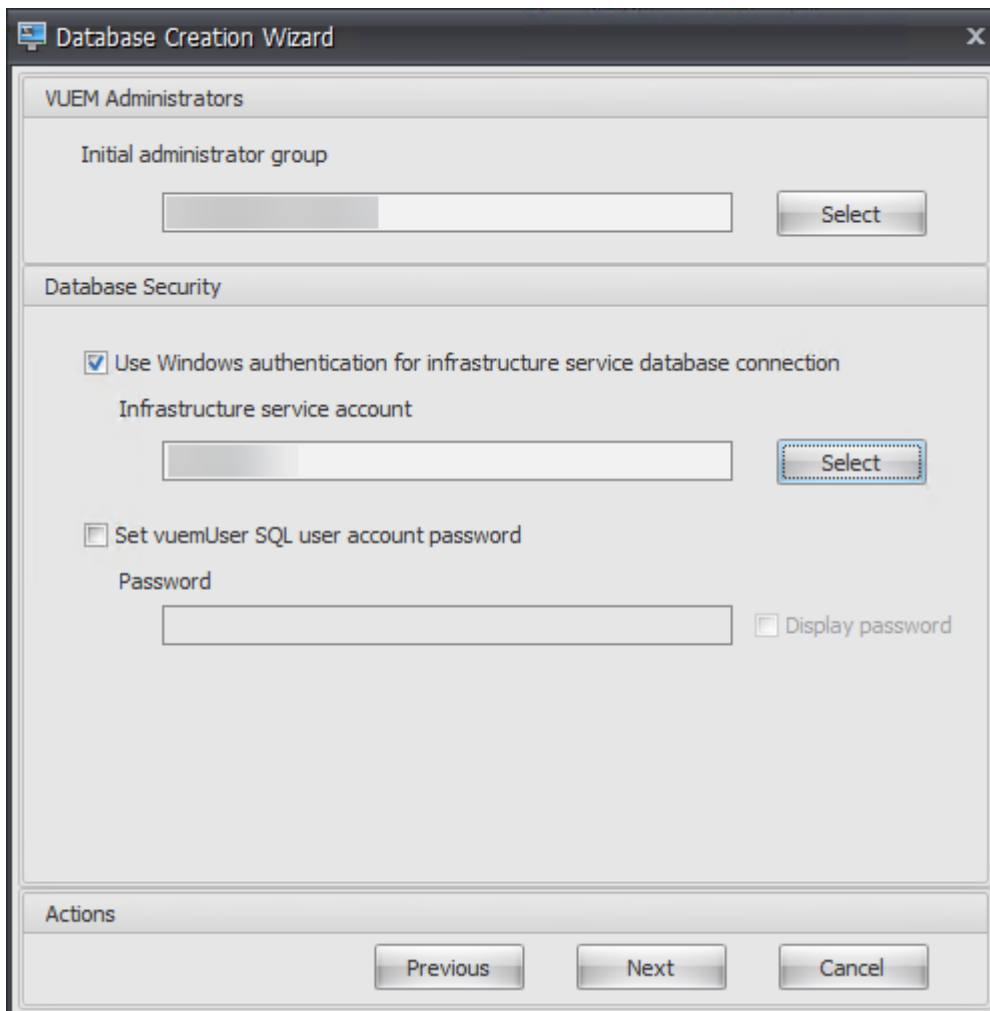 Database Creation Wizard
VUEM Administrators
Initial administrator group
Select
Database Security
Use Windows authentication for infrastructure service database connection
Infrastructure service account
Select
Set vuemUser SQL user account password
Password
Display password
Actions
Previous Next Cancel